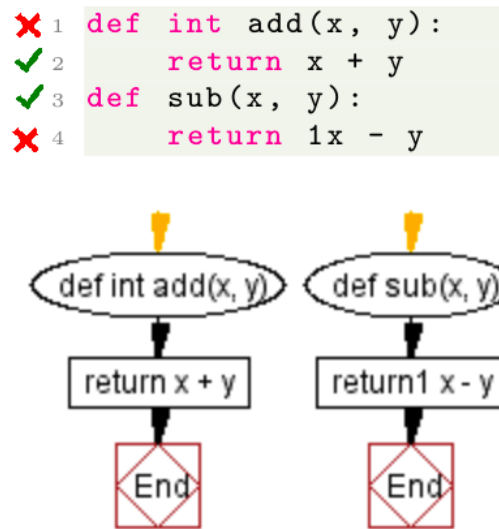 1 def int add(x, y):
2 return x + y
3 def sub(x, y):
4 return 1x - y
def int add(x, y) def sub(x, y)
return x + y return1 x - y
End End